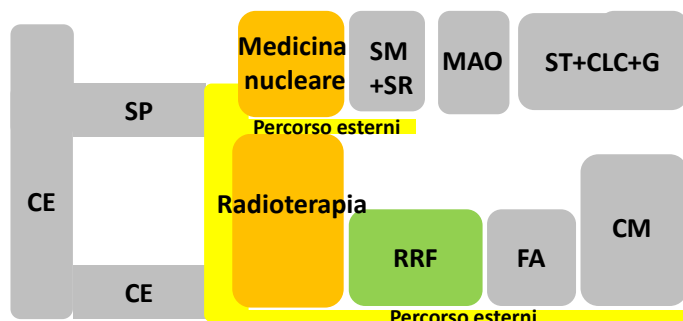 Medicina
nucleare
SM
+SR
MAO
ST+CLC+G
SP
Percorso esterni
CE
Radioterapia
RRF
FA
CM
CE
Percorso esterni